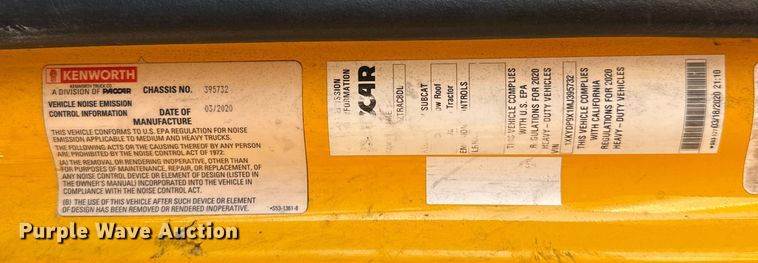 KENWORTH
KENWORTH TRUCK CO.
A DIVISION OF PACCAR
CHASSIS NO. 395732
VEHICLE NOISE EMISSION
CONTROL INFORMATION
DATE OF
MANUFACTURE
03/2020
THIS VEHICLE CONFORMS TO U.S. EPA REGULATION FOR NOISE
EMISSION APPLICABLE TO MEDIUM AND HEAVY TRUCKS.
THE FOLLOWING ACTS OR THE CAUSING THEREOF BY ANY PERSON
ARE PROHIBITED BY THE NOISE CONTROL ACT OF 1972.
(A) THE REMOVAL OR RENDERING INOPERATIVE, OTHER THAN
FOR PURPOSES OF MAINTENANCE, REPAIR, OR REPLACEMENT, OF
ANY NOISE CONTROL DEVICE OR ELEMENT OF DESIGN (LISTED IN
THE OWNER'S MANUAL) INCORPORATED INTO THE VEHICLE IN
COMPLIANCE WITH THE NOISE CONTROL ACT.
(B) THE USE OF THIS VEHICLE AFTER SUCH DEVICE OR ELEMENT
OF DESIGN HAS BEEN REMOVED OR RENDERED INOPERATIVE.
CAR
SUBCAT
Roof
Tractor
VEHICLE COMPLIES
WITH U.S. EPA
REGULATIONS FOR 2020
HEAVY-DUTY VEHICLES
VIN
1XKYDP9X1MJ395732
THIS VEHICLE COMPLIES
WITH CALIFORNIA
REGULATIONS FOR 2020
HEAVY-DUTY VEHICLES
03/18/2020 21:10
Purple Wave Auction